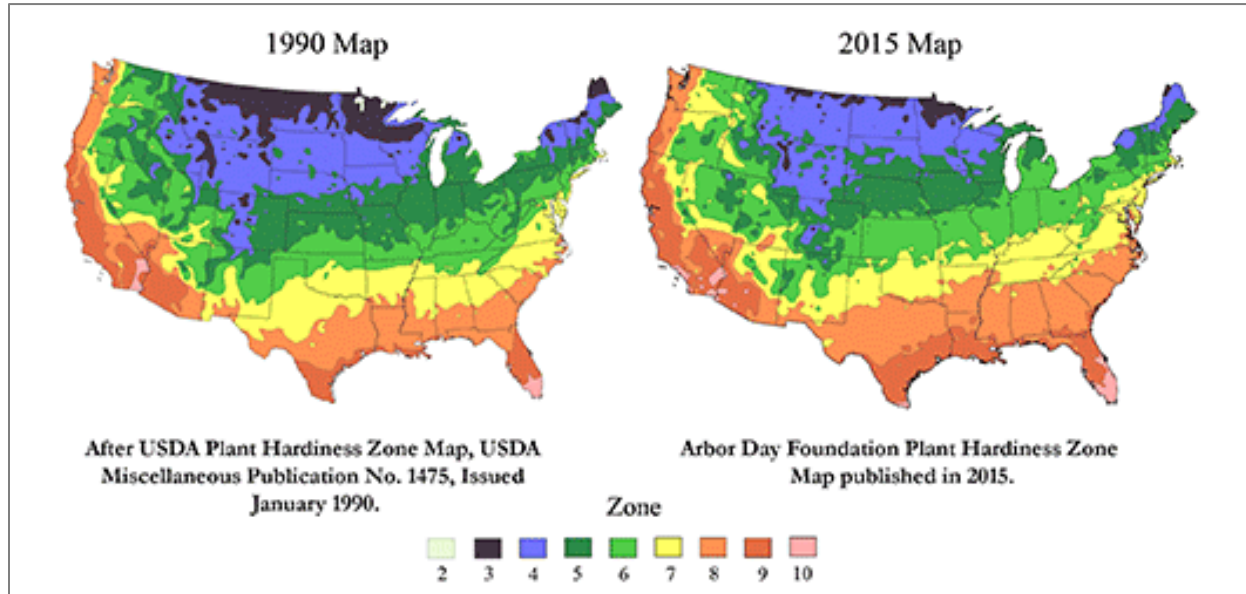 1990 Map
2015 Map
After USDA Plant Hardiness Zone Map, USDA
Miscellaneous Publication No. 1475, Issued
January 1990.
Arbor Day Foundation Plant Hardiness Zone
Map published in 2015.
Zone
2 3 4 5 6 7 8 9 10